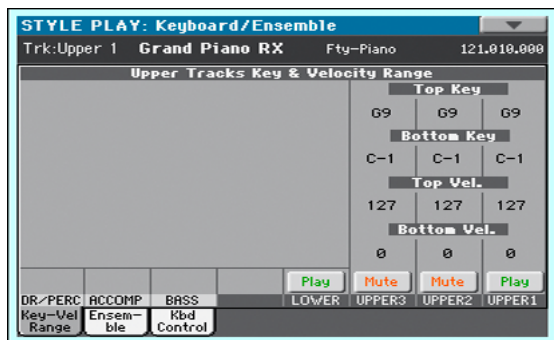 STYLE PLAY: Keyboard/Ensemble
Trk:Upper 1 Grand Piano RX Fty-Piano 121.010.000
Upper Tracks Key & Velocity Range
Top Key
G9 G9 G9
Bottom Key
C-1 C-1 C-1
Top Vel.
127 127 127
Bottom Vel.
0 0 0
Play Mute Mute Play
DR/PERC ACCOMP BASS LOWER UPPER3 UPPER2 UPPER1
Key-Vel Range Ensem-ble Kbd Control